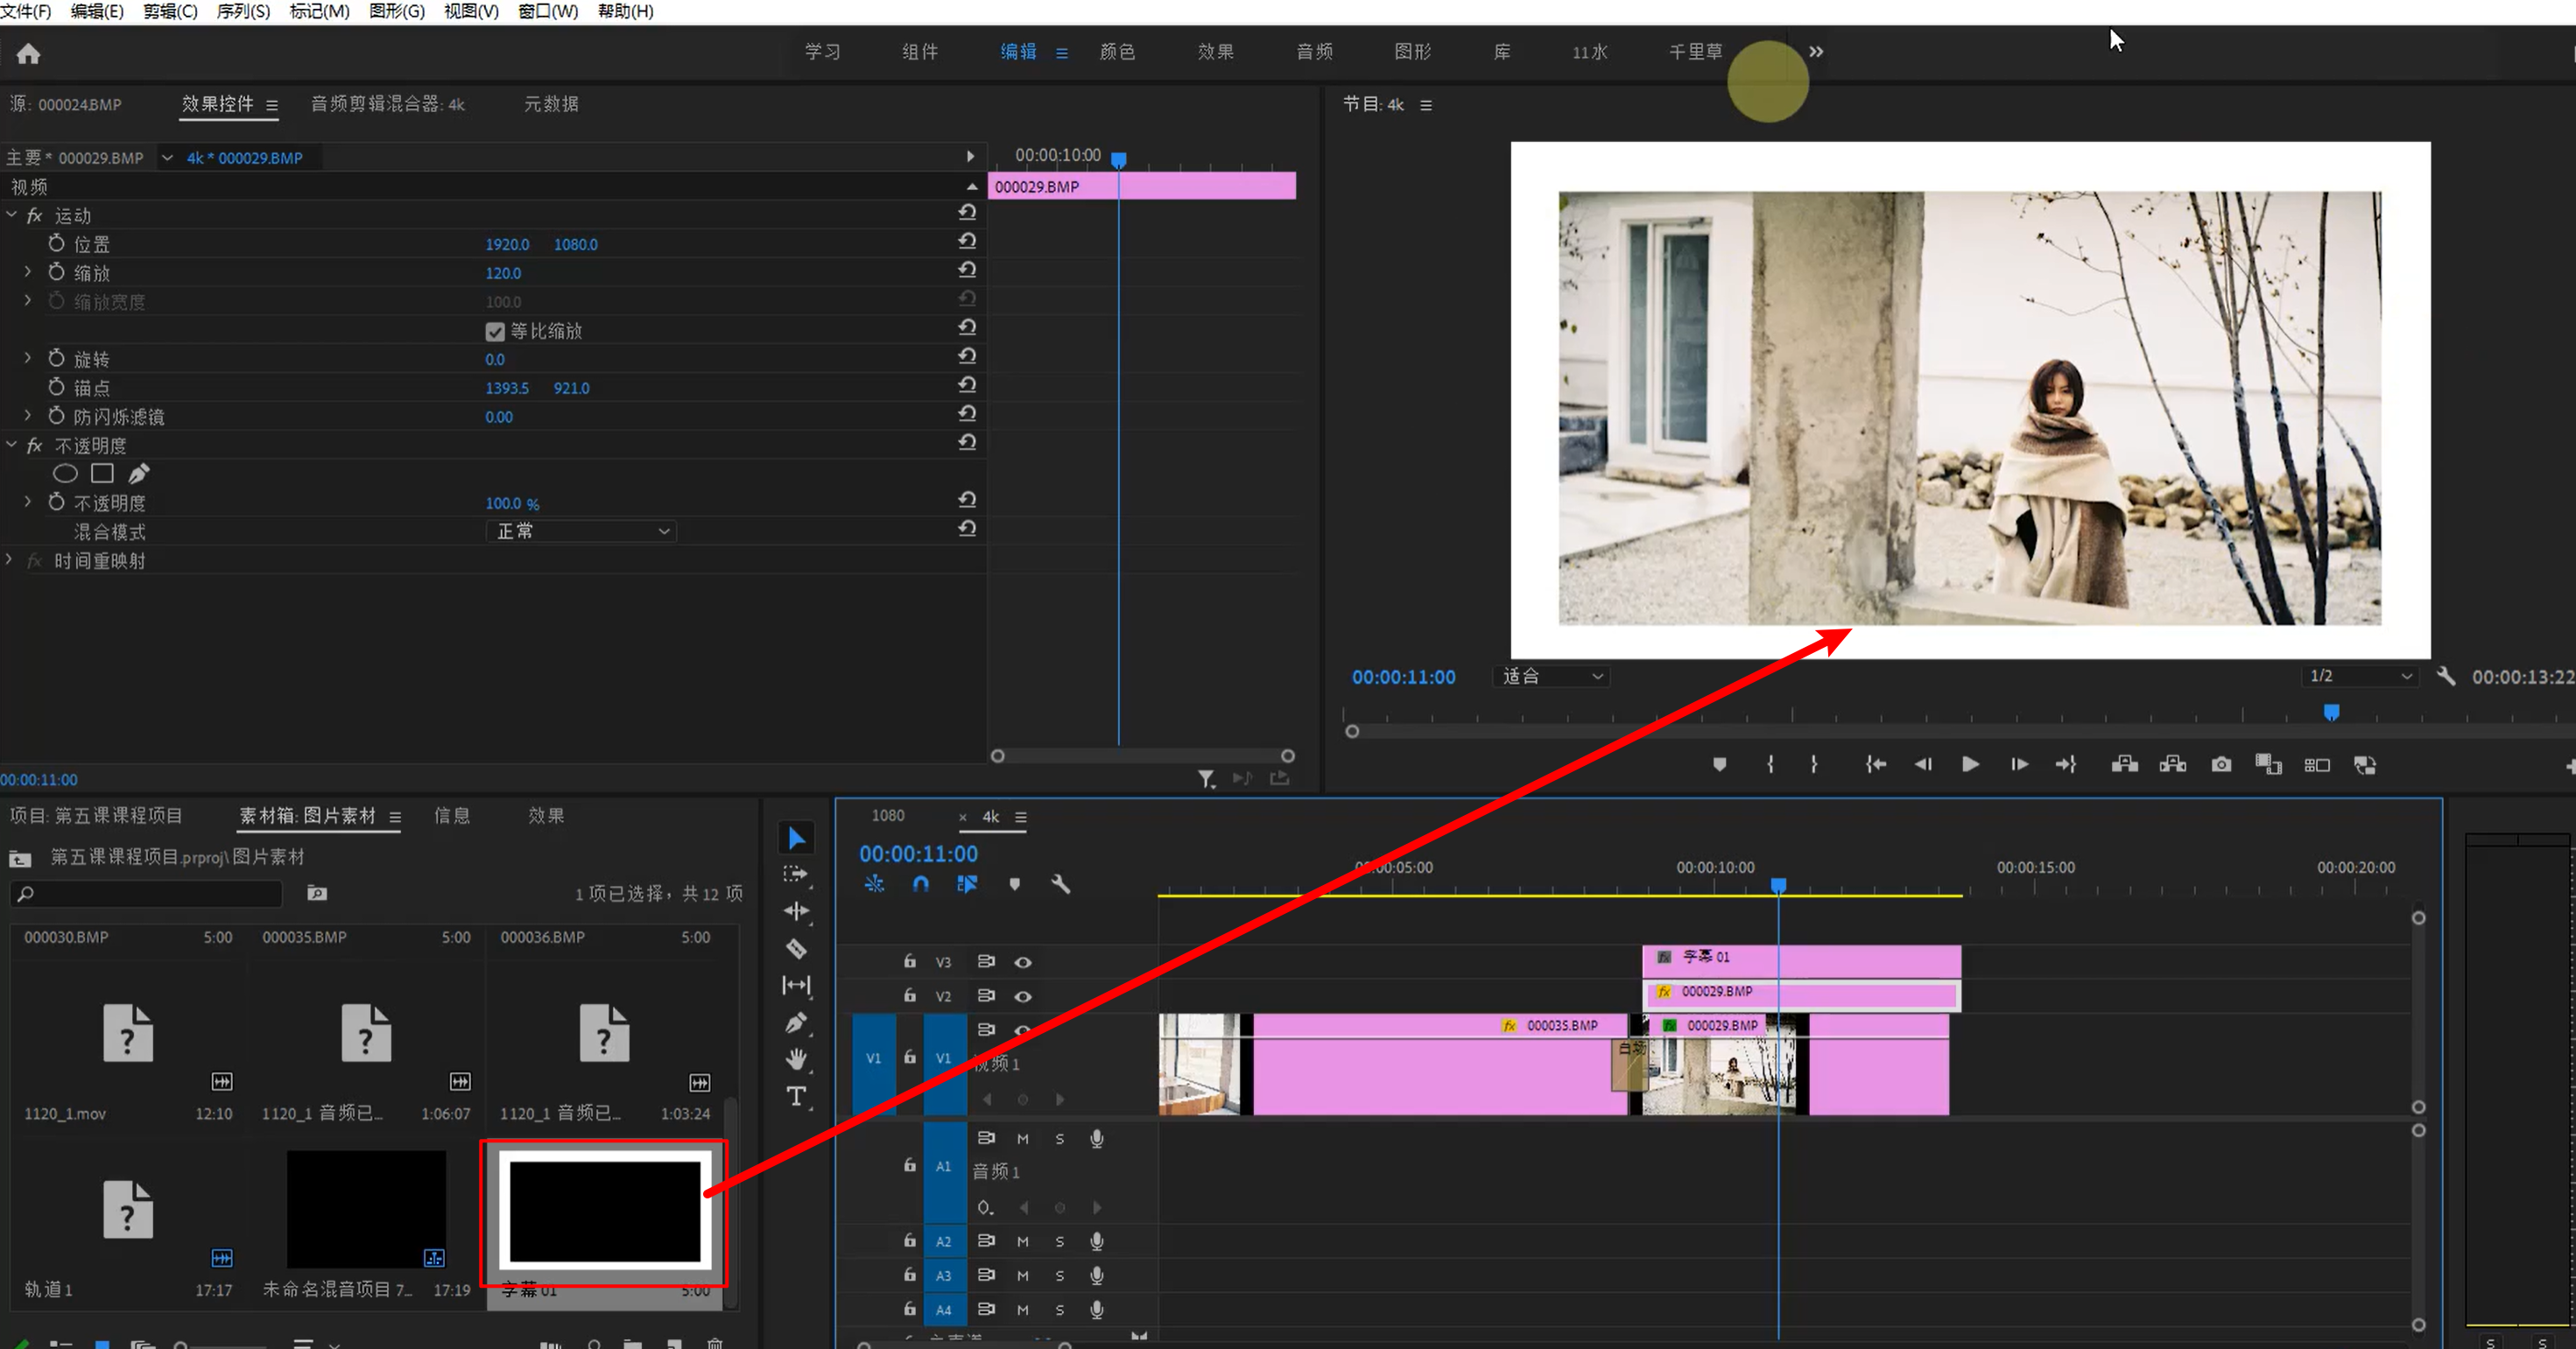 文件(F) 编辑(E) 剪辑(C) 序列(S) 标记(M) 图形(G) 视图(V) 窗口(W) 帮助(H)
学习 组件 编辑 颜色 效果 音频 图形 库 11水 千里草
源: 000024.BMP 效果控件 音频剪辑混合器: 4k 元数据
主要 * 000029.BMP 4k * 000029.BMP 00:00:10:00
视频 000029.BMP
fx 运动
位置 1920.0 1080.0
缩放 120.0
缩放宽度 100.0
等比缩放
旋转 0.0
锚点 1393.5 921.0
防闪烁滤镜 0.00
fx 不透明度
不透明度 100.0 %
混合模式 正常
fx 时间重映射
00:00:11:00
节目: 4k
00:00:11:00 适合 1/2 00:00:13:22
项目: 第五课课程项目 素材箱: 图片素材 信息 效果
第五课课程项目.prproj\图片素材
1 项已选择，共 12 项
000030.BMP 5:00 000035.BMP 5:00 000036.BMP 5:00
1120_1.mov 12:10 1120_1 音频已... 1:06:07 1120_1 音频已... 1:03:24
轨道 1 17:17 未命名混音项目 7... 17:19 字幕 01 5:00
1080 × 4k
00:00:11:00
00:00:05:00 00:00:10:00 00:00:15:00 00:00:20:00
V3 fx 字幕 01
V2 fx 000029.BMP
V1 V1 视频 1 fx 000035.BMP 白场 fx 000029.BMP
A1 M S
音频 1
A2 M S
A3 M S
A4 M S
S S